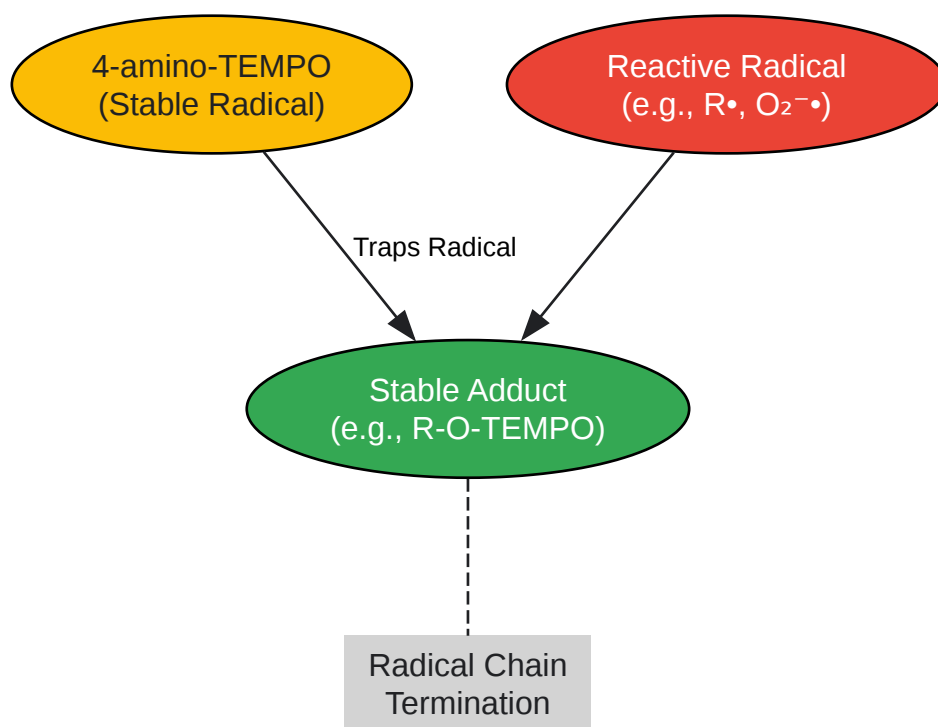 4-amino-TEMPO
(Stable Radical)
Reactive Radical
(e.g., R•, O₂⁻•)
Traps Radical
Stable Adduct
(e.g., R-O-TEMPO)
Radical Chain
Termination